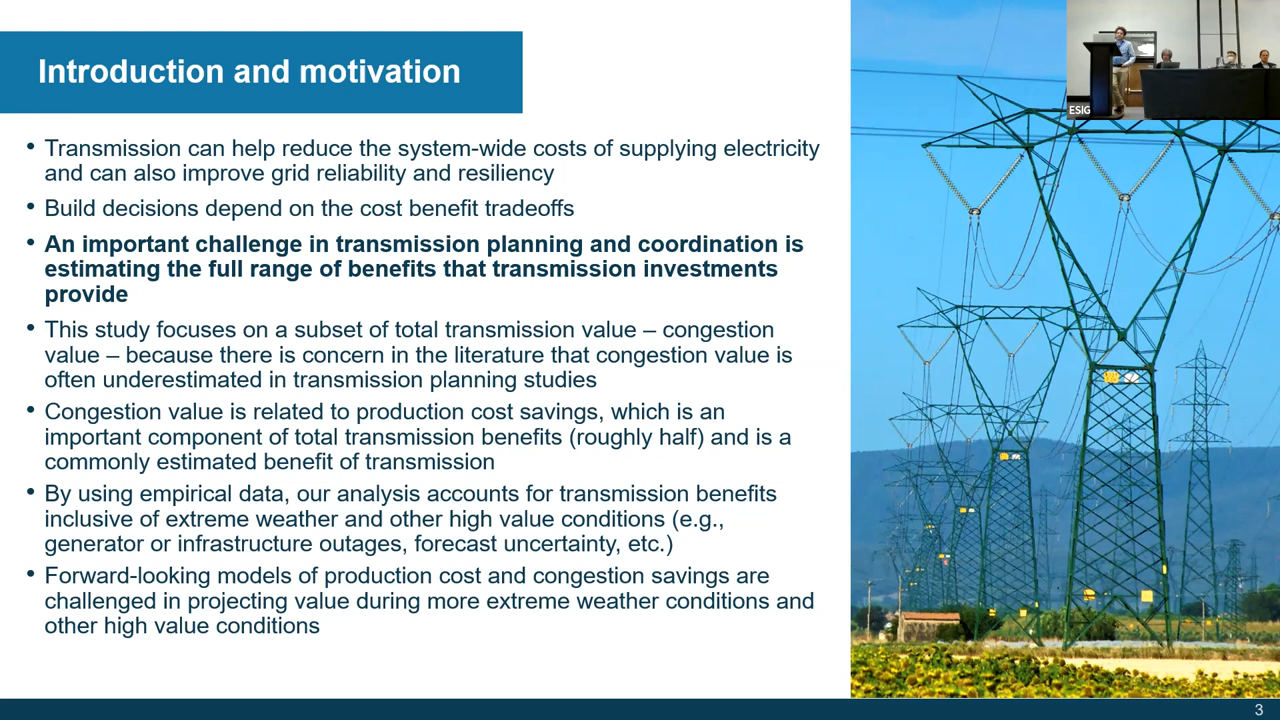 Introduction and motivation
• Transmission can help reduce the system-wide costs of supplying electricity
and can also improve grid reliability and resiliency
• Build decisions depend on the cost benefit tradeoffs
• An important challenge in transmission planning and coordination is
estimating the full range of benefits that transmission investments
provide
• This study focuses on a subset of total transmission value – congestion
value – because there is concern in the literature that congestion value is
often underestimated in transmission planning studies
• Congestion value is related to production cost savings, which is an
important component of total transmission benefits (roughly half) and is a
commonly estimated benefit of transmission
• By using empirical data, our analysis accounts for transmission benefits
inclusive of extreme weather and other high value conditions (e.g.,
generator or infrastructure outages, forecast uncertainty, etc.)
• Forward-looking models of production cost and congestion savings are
challenged in projecting value during more extreme weather conditions and
other high value conditions
ESIG
3